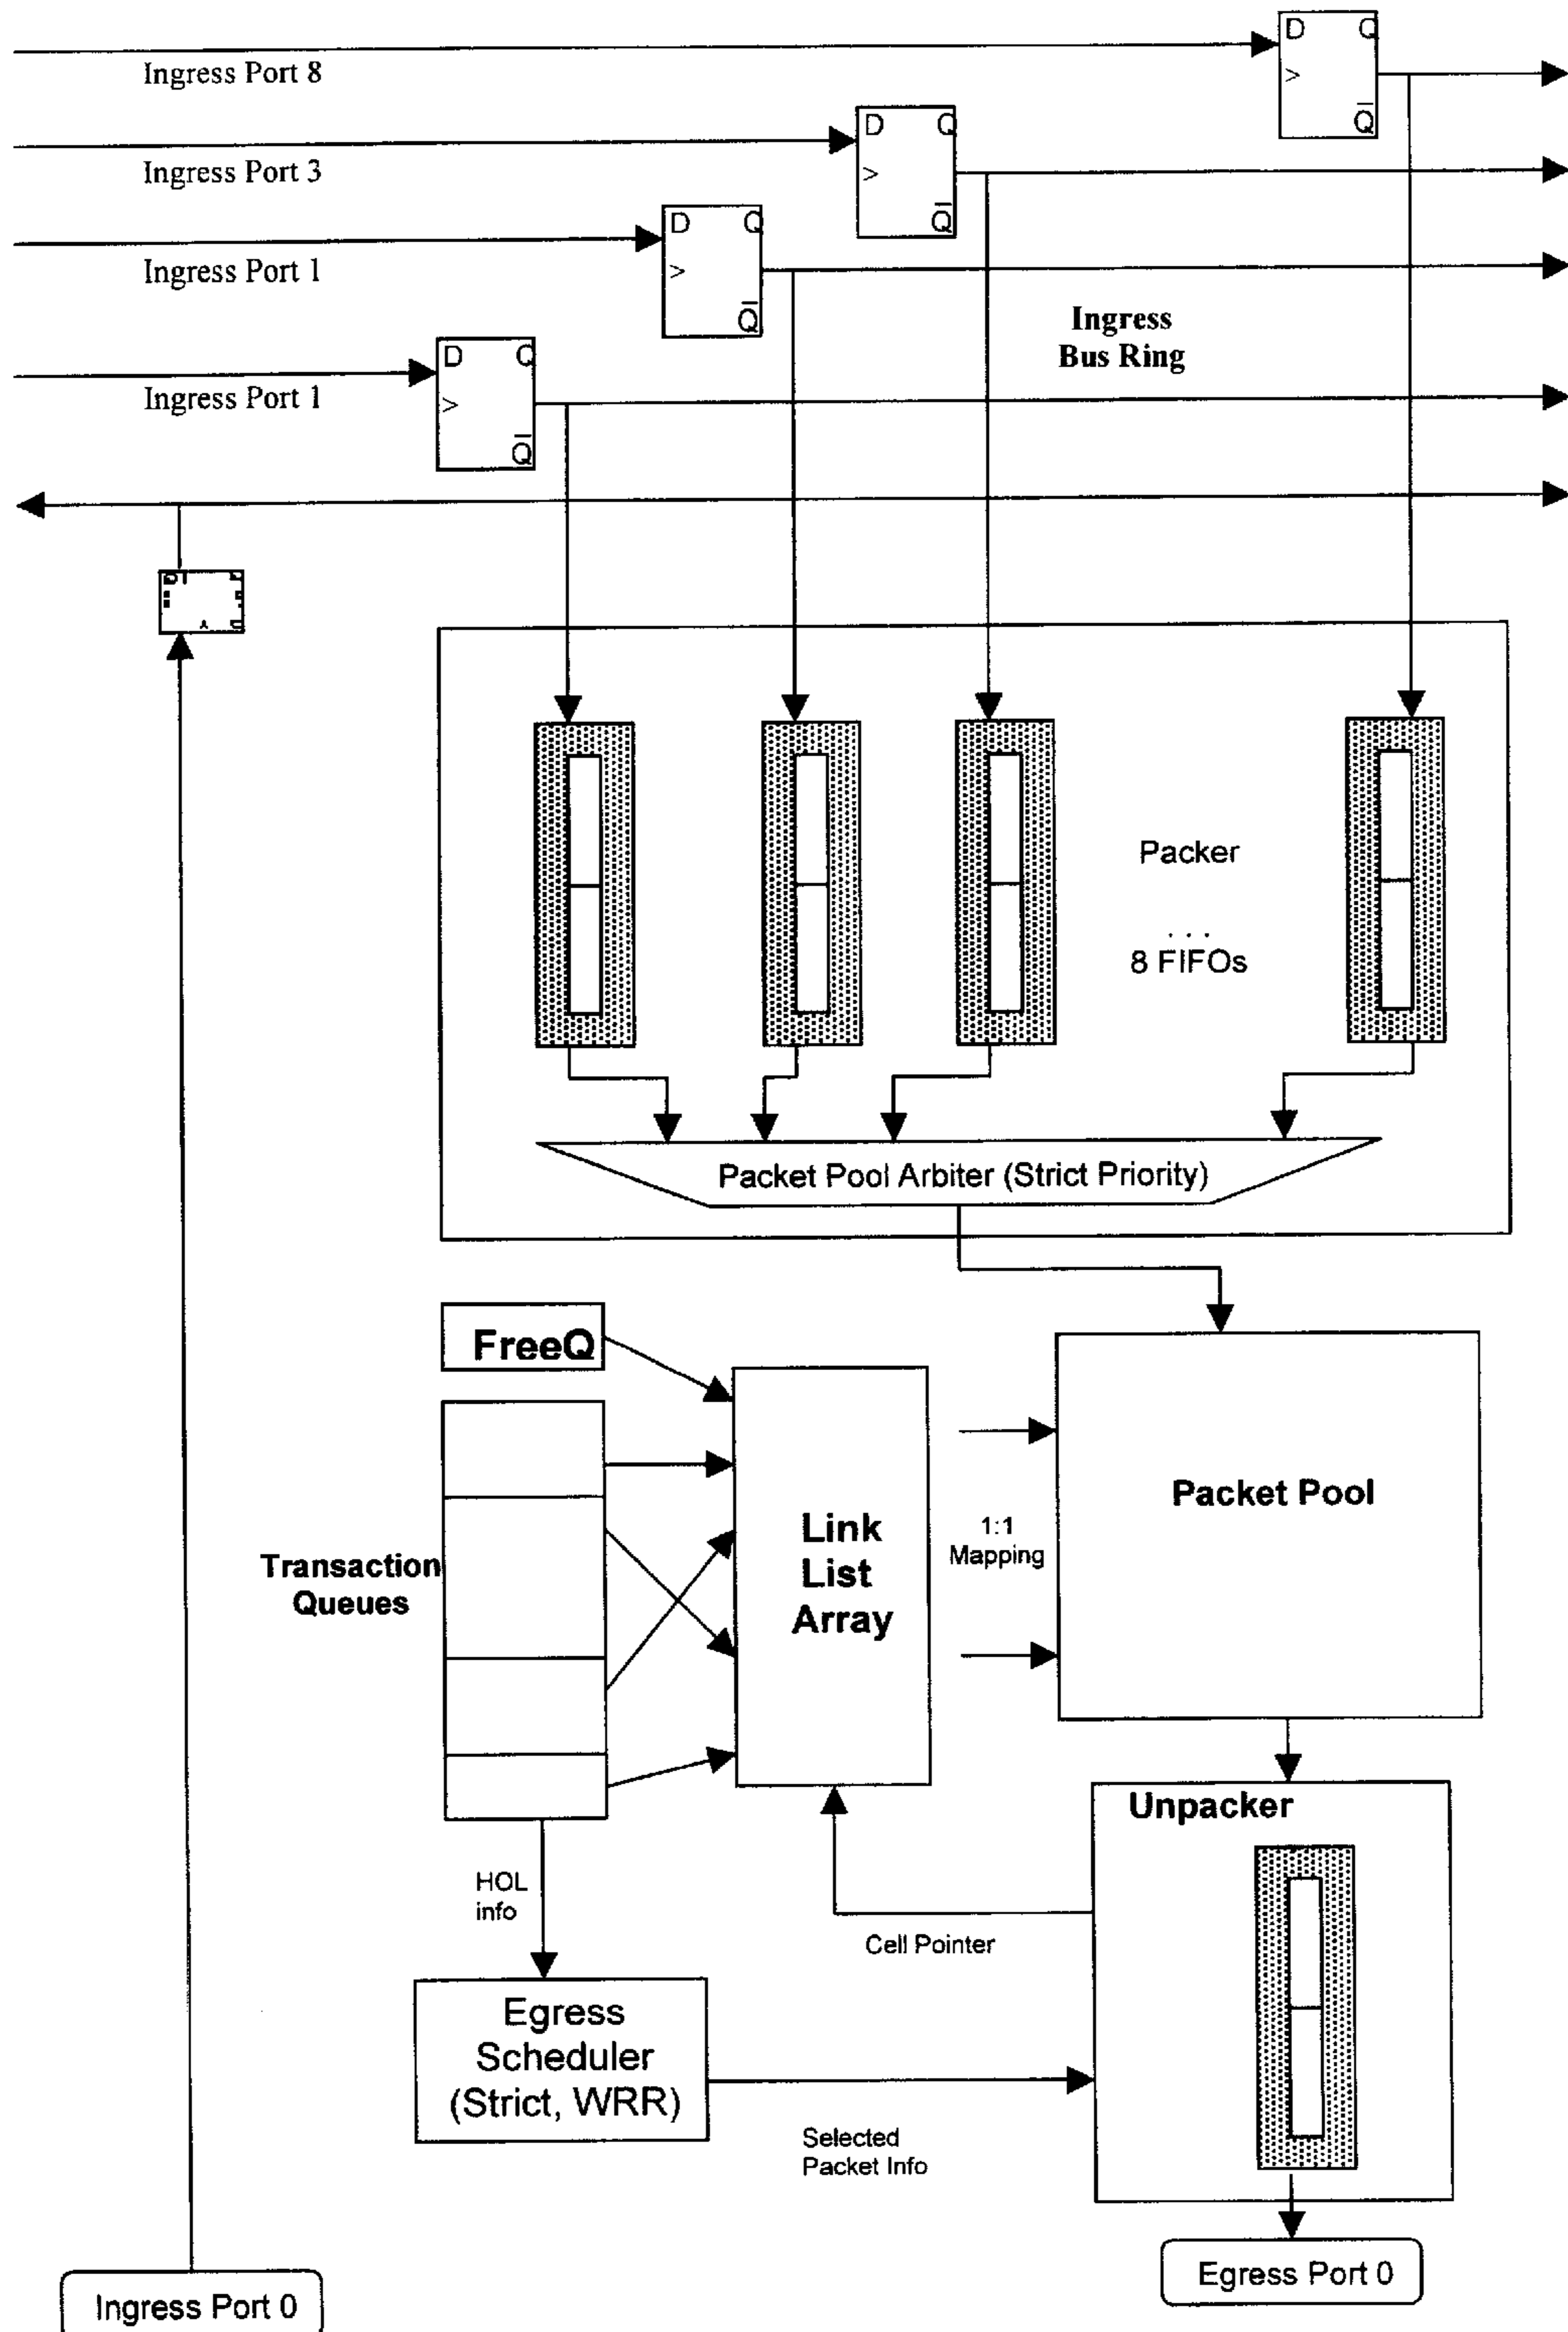 D Q
Ingress Port 8
>
Q̅
D Q
Ingress Port 3
>
Q̅
D Q
Ingress Port 1
>
Q̅
Ingress
Bus Ring
D Q
Ingress Port 1
>
Q̅
Packer
. . .
8 FIFOs
Packet Pool Arbiter (Strict Priority)
FreeQ
Transaction
Queues
Link
List
Array
1:1
Mapping
Packet Pool
Unpacker
HOL
info
Cell Pointer
Egress
Scheduler
(Strict, WRR)
Selected
Packet Info
Egress Port 0
Ingress Port 0